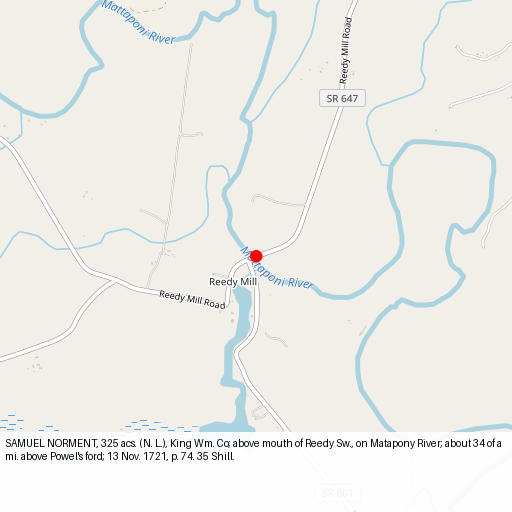 Mattaponi River
Reedy Mill Road
SR 647
Mattaponi River
Reedy Mill
Reedy Mill Road
SAMUEL NORMENT, 325 acs. (N. L.), King Wm. Co; above mouth of Reedy Sw., on Matapony River; about 34 of a
mi. above Powel's ford; 13 Nov. 1721, p. 74. 35 Shill.
SR 601